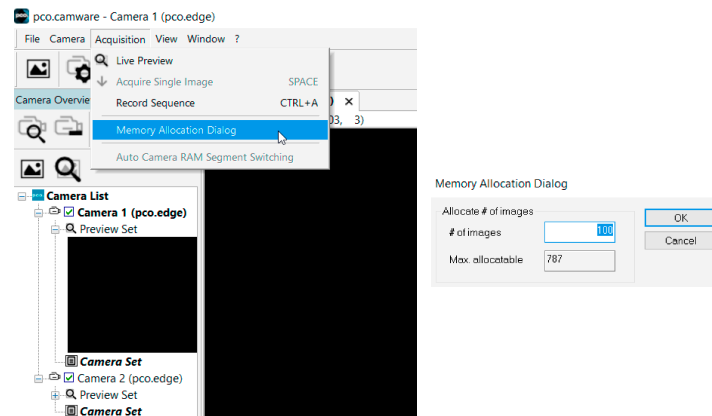 pco.camware - Camera 1 (pco.edge)
File Camera Acquisition View Window ?
Live Preview
Acquire Single Image SPACE
Record Sequence CTRL+A
Memory Allocation Dialog
Auto Camera RAM Segment Switching
Camera Overvie
) ×
03, 3)
Camera List
Camera 1 (pco.edge)
Preview Set
Camera Set
Camera 2 (pco.edge)
Preview Set
Camera Set
Memory Allocation Dialog
Allocate # of images
# of images 100
Max. allocatable 787
OK
Cancel